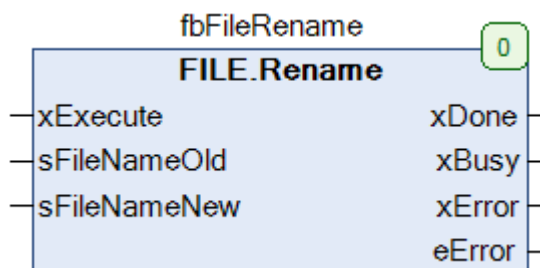 fbFileRename
0
FILE.Rename
xExecute xDone
sFileNameOld xBusy
sFileNameNew xError
eError